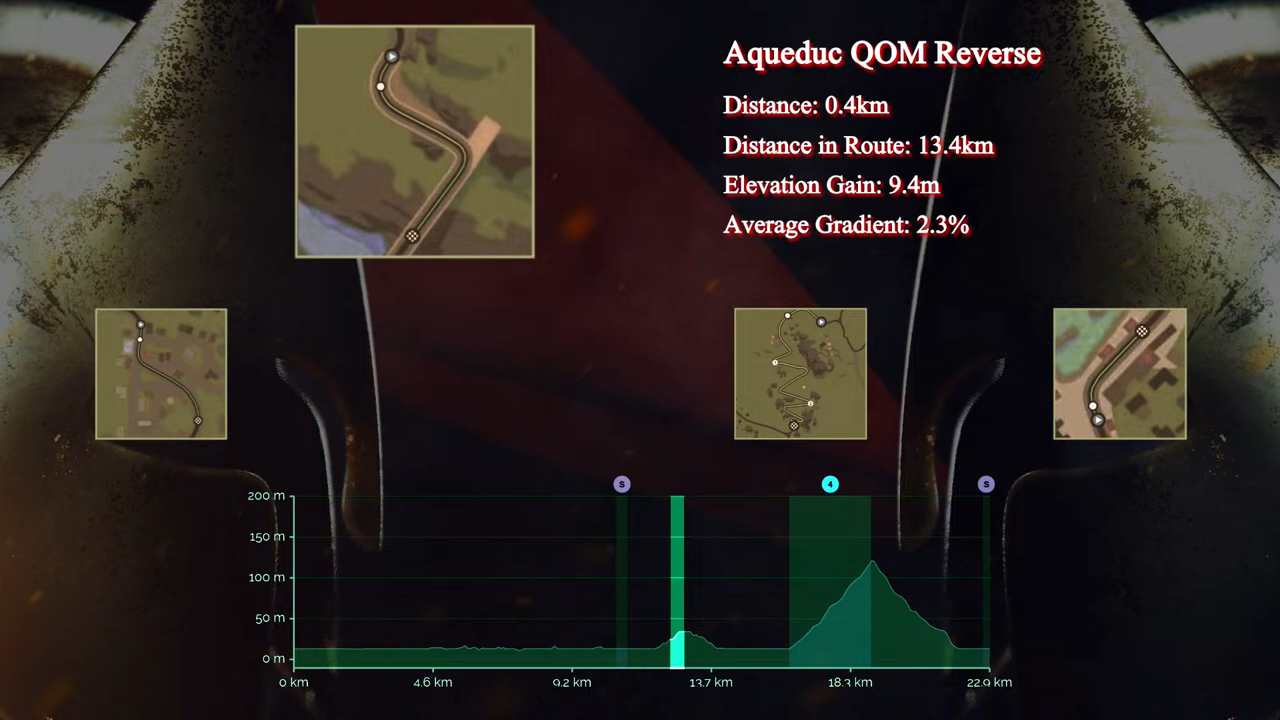 Aqueduc QOM Reverse
Distance: 0.4km
Distance in Route: 13.4km
Elevation Gain: 9.4m
Average Gradient: 2.3%
S 4 S
200 m
150 m
100 m
50 m
0 m
0 km 4.6 km 9.2 km 13.7 km 18.3 km 22.9 km